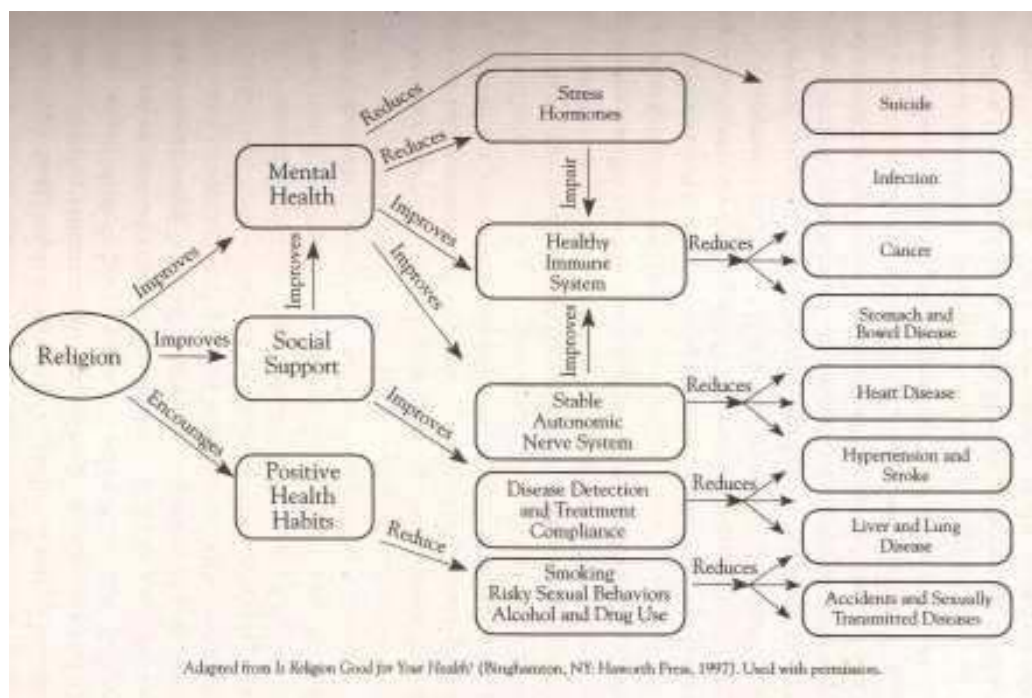 Religion
Improves
Improves
Encourages
Mental
Health
Improves
Social
Support
Positive
Health
Habits
Reduces
Reduces
Improves
Improves
Improves
Reduce
Stress
Hormones
Impair
Healthy
Immune
System
Improves
Stable
Autonomic
Nerve System
Disease Detection
and Treatment
Compliance
Smoking
Risky Sexual Behaviors
Alcohol and Drug Use
Reduces
Reduces
Reduces
Reduces
Suicide
Infection
Cancer
Stomach and
Bowel Disease
Heart Disease
Hypertension and
Stroke
Liver and Lung
Disease
Accidents and Sexually
Transmitted Diseases
Adapted from Is Religion Good for Your Health? (Binghamton, NY: Haworth Press, 1997). Used with permission.